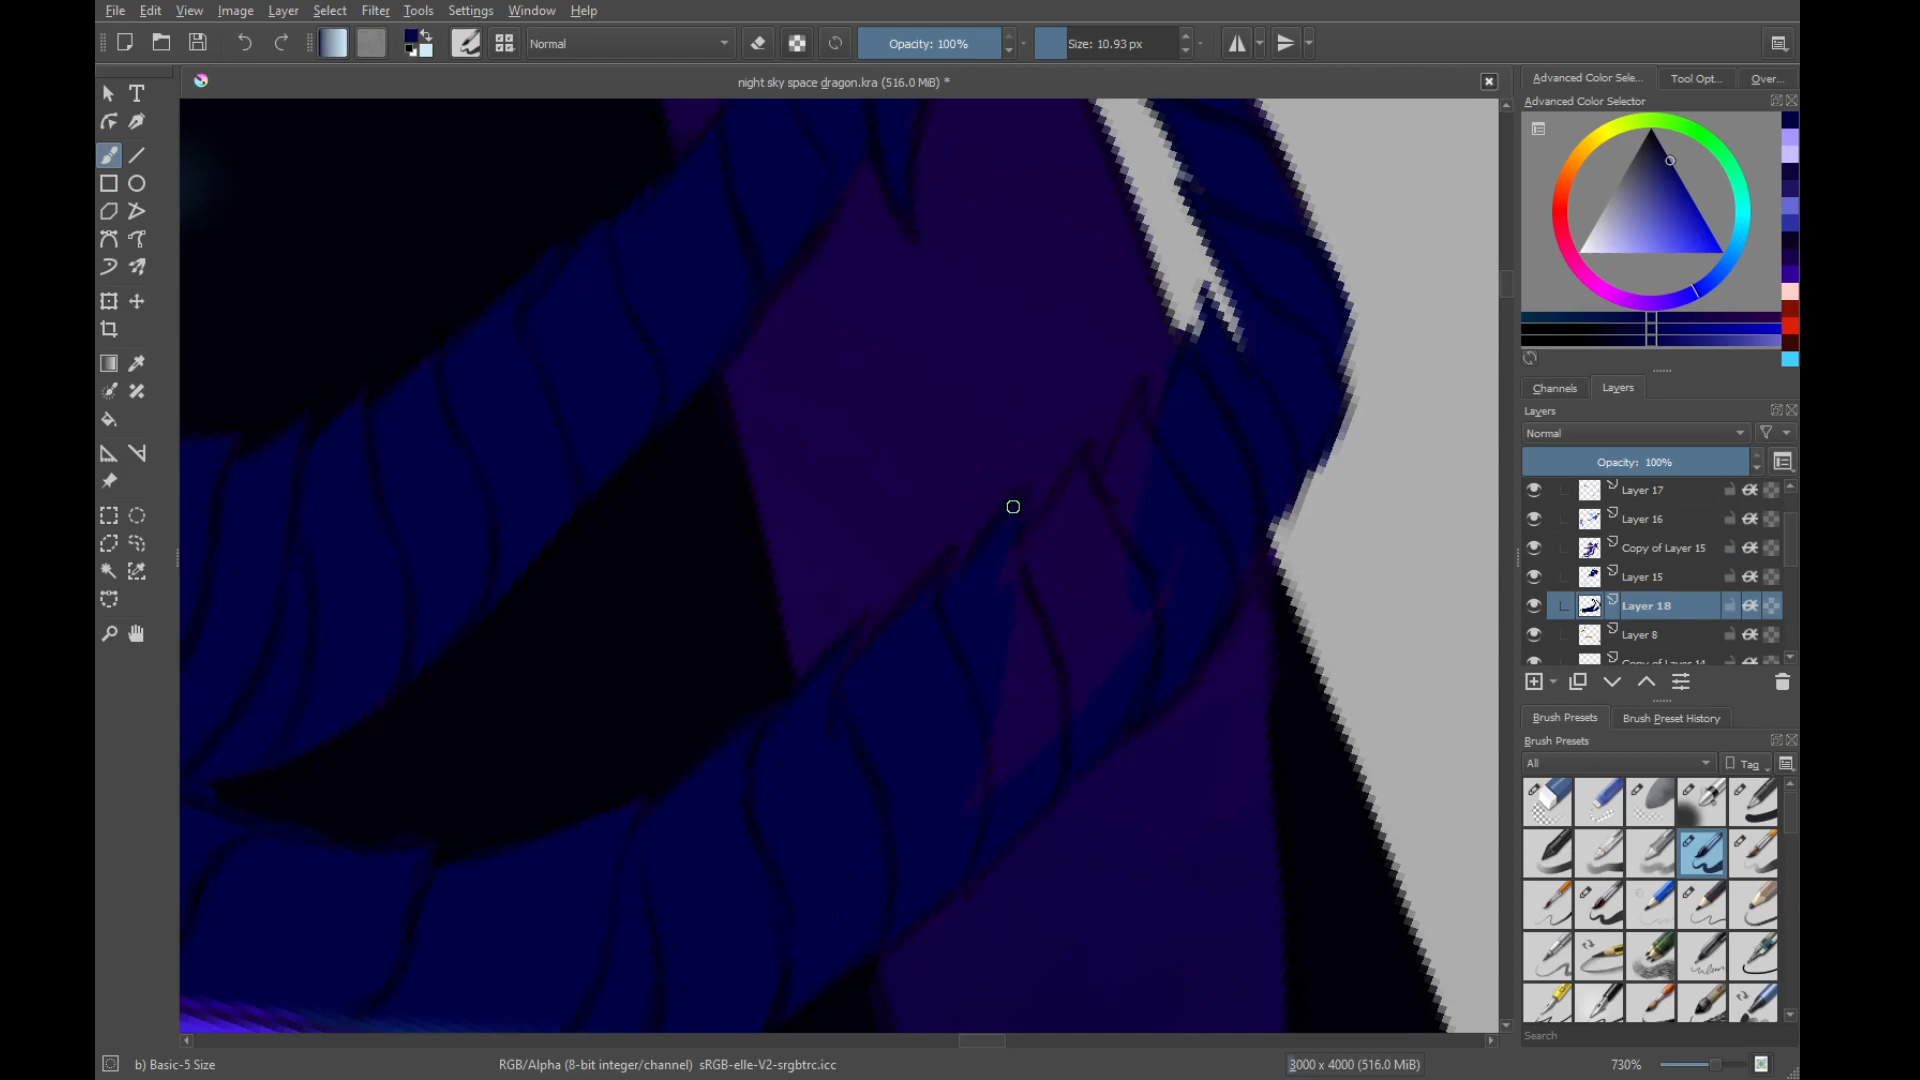 File Edit View Image Layer Select Filter Tools Settings Window Help
Normal
Opacity: 100%
Size: 10.93 px
night sky space dragon.kra (516.0 MiB) *
Advanced Color Sele... Tool Opt... Over...
Advanced Color Selector
Channels Layers
Layers
Normal
Opacity: 100%
Layer 17
Layer 16
Copy of Layer 15
Layer 15
Layer 18
Layer 8
Copy of Layer 14
Brush Presets Brush Preset History
Brush Presets
All Tag
Search
b) Basic-5 Size
RGB/Alpha (8-bit integer/channel) sRGB-elle-V2-srgbtrc.icc
3000 x 4000 (516.0 MiB)
730%